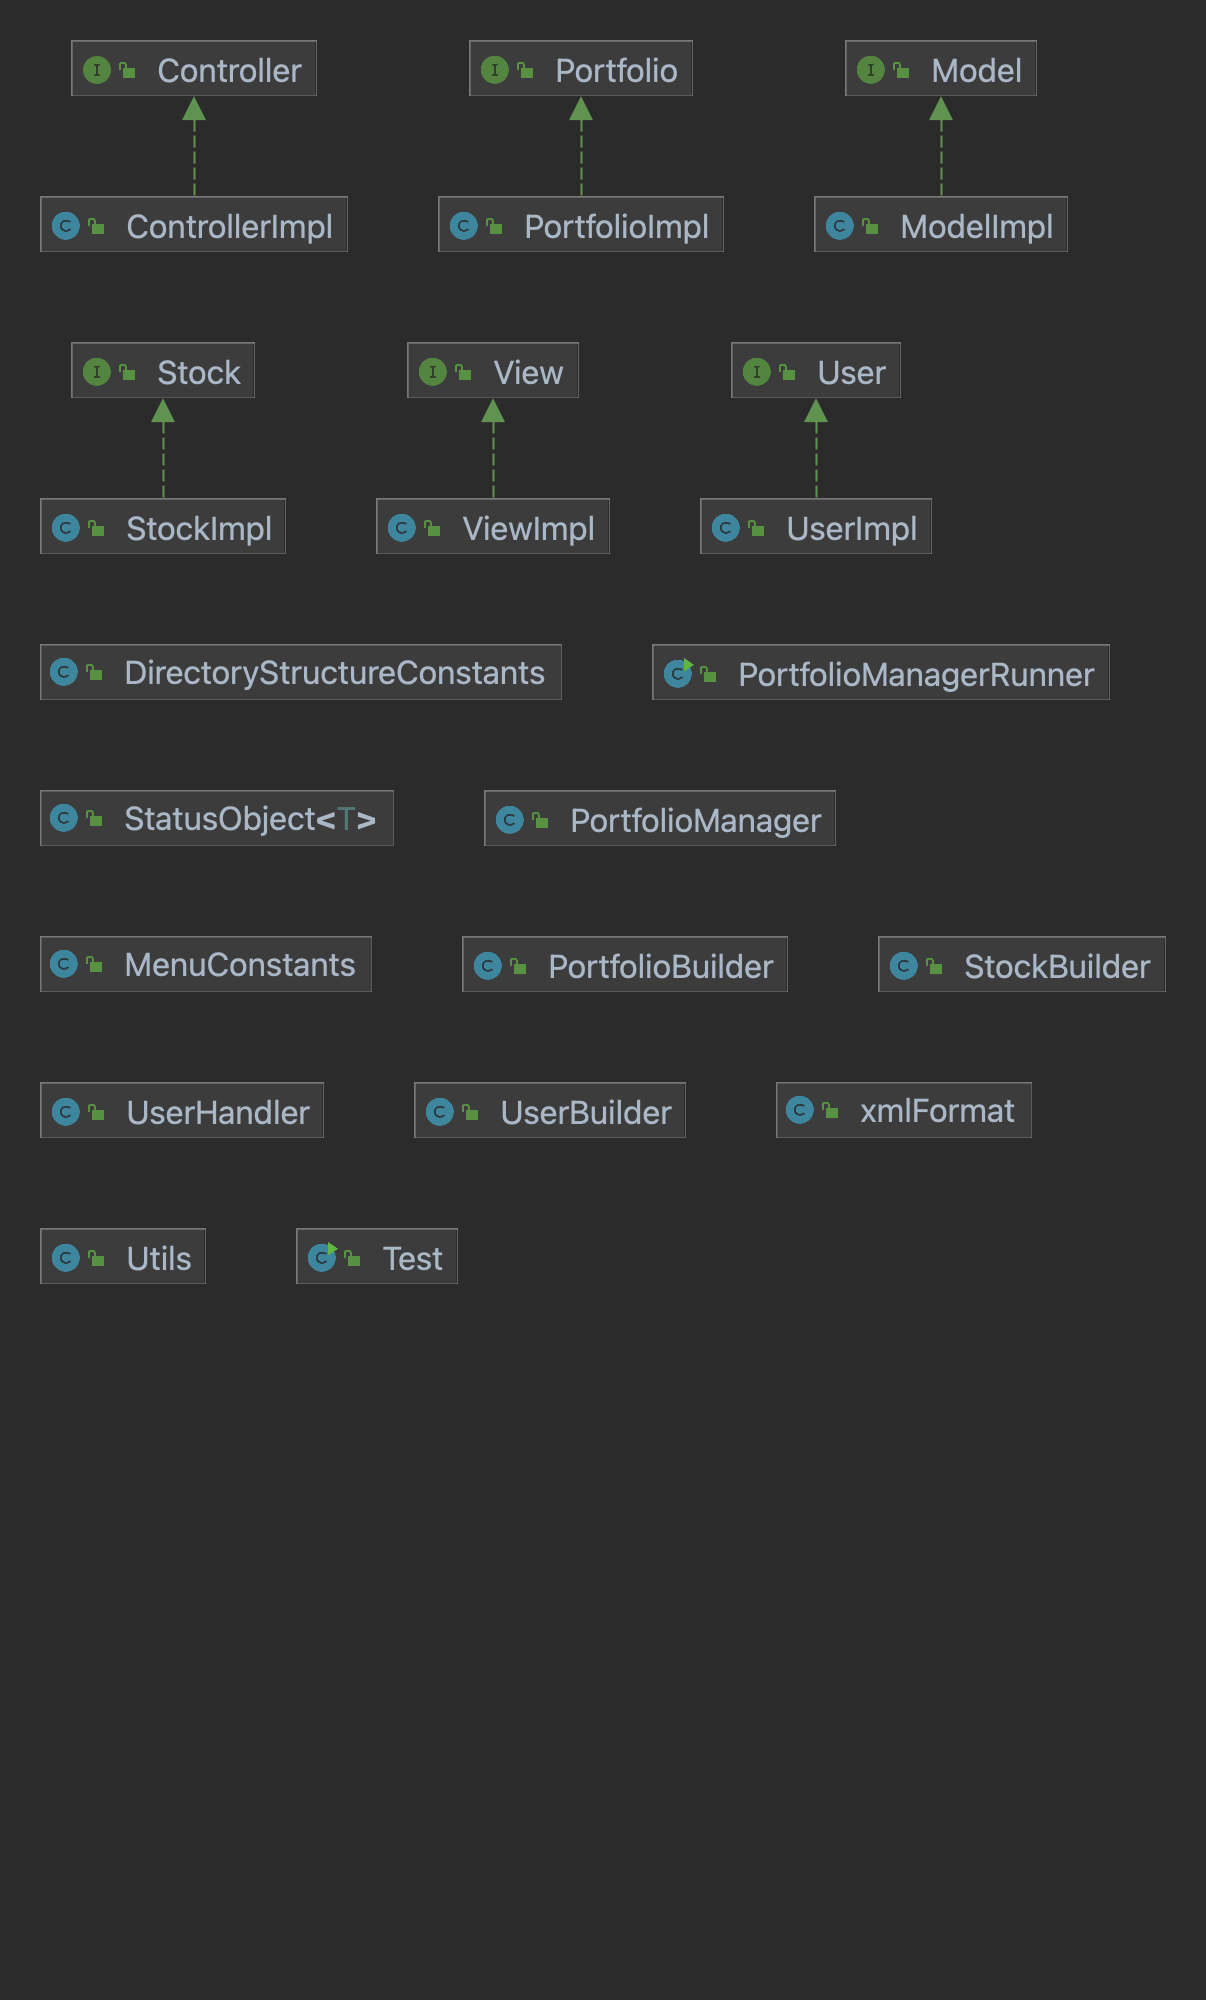 Controller Portfolio Model
ControllerImpl PortfolioImpl ModelImpl
Stock View User
StockImpl ViewImpl UserImpl
DirectoryStructureConstants PortfolioManagerRunner
StatusObject<T> PortfolioManager
MenuConstants PortfolioBuilder StockBuilder
UserHandler UserBuilder xmlFormat
Utils Test